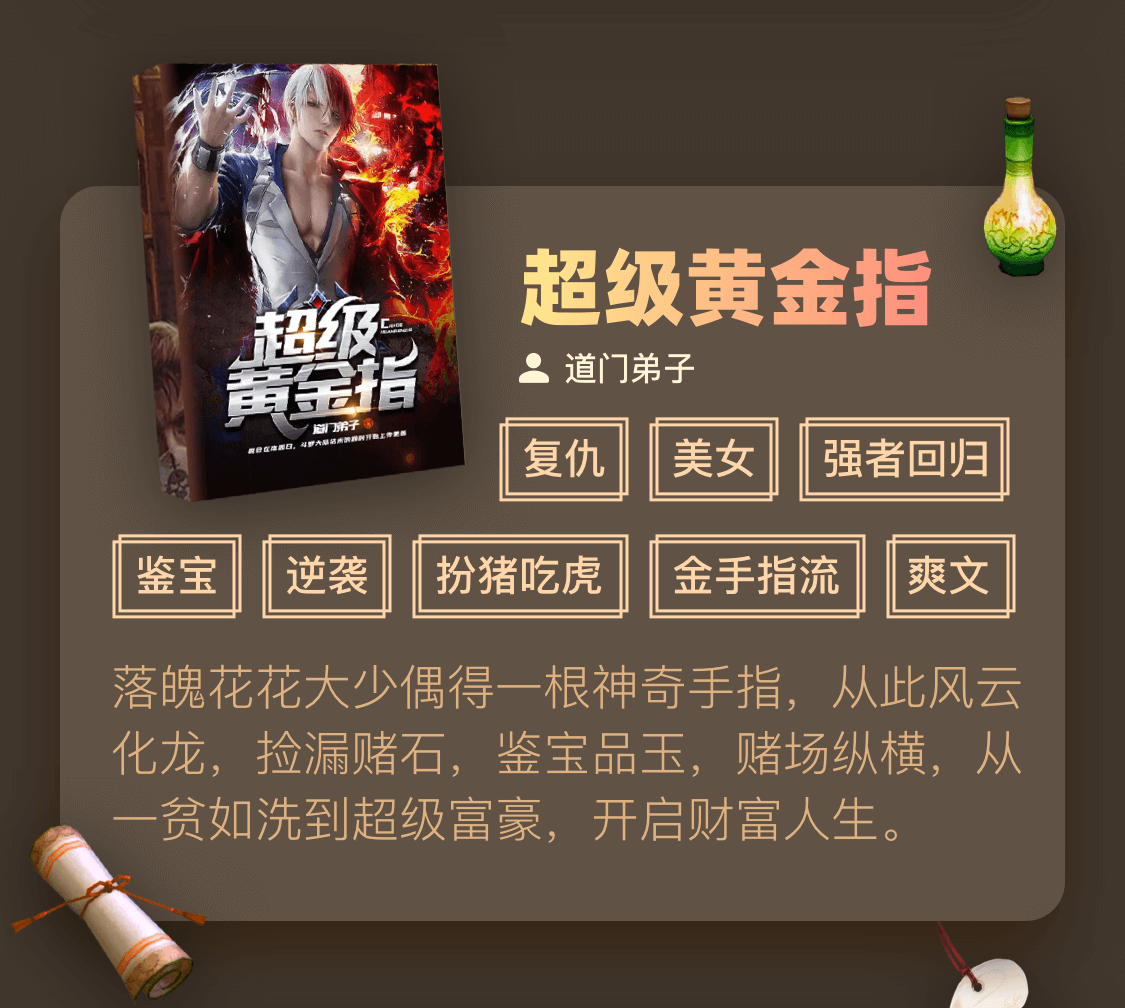 超级黄金指
道门弟子
超级
黄金指
道门弟子
复仇
美女
强者回归
鉴宝
逆袭
扮猪吃虎
金手指流
爽文
落魄花花大少偶得一根神奇手指，从此风云
化龙，捡漏赌石，鉴宝品玉，赌场纵横，从
一贫如洗到超级富豪，开启财富人生。